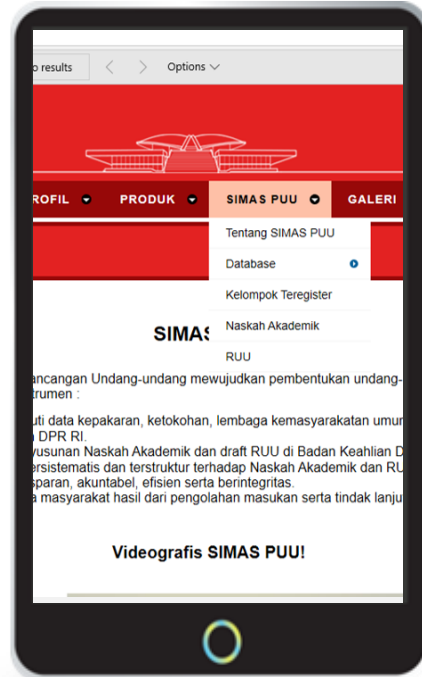 o results
Options
ROFIL
PRODUK
SIMAS PUU
GALERI
Tentang SIMAS PUU
Database
Kelompok Teregister
Naskah Akademik
RUU
SIMAS
ancangan Undang-undang mewujudkan pembentukan undang-
trumen :
uti data kepakaran, ketokohan, lembaga kemasyarakatan umum
DPR RI.
yusunan Naskah Akademik dan draft RUU di Badan Keahlian D
ersistematis dan terstruktur terhadap Naskah Akademik dan RU
sparan, akuntabel, efisien serta berintegritas.
a masyarakat hasil dari pengolahan masukan serta tindak lanju
Videografis SIMAS PUU!